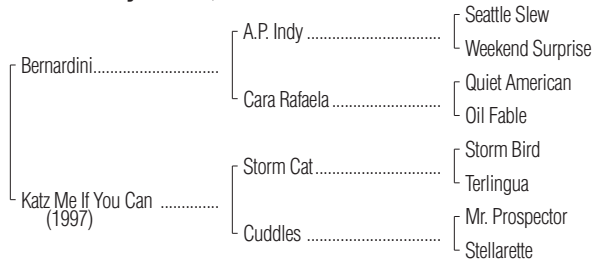 Seattle Slew
A.P. Indy ..............................
Weekend Surprise
Bernardini............................
Quiet American
Cara Rafaela ........................
Oil Fable
Storm Bird
Storm Cat............................
Terlingua
Katz Me If You Can .............
(1997)
Mr. Prospector
Cuddles ..............................
Stellarette